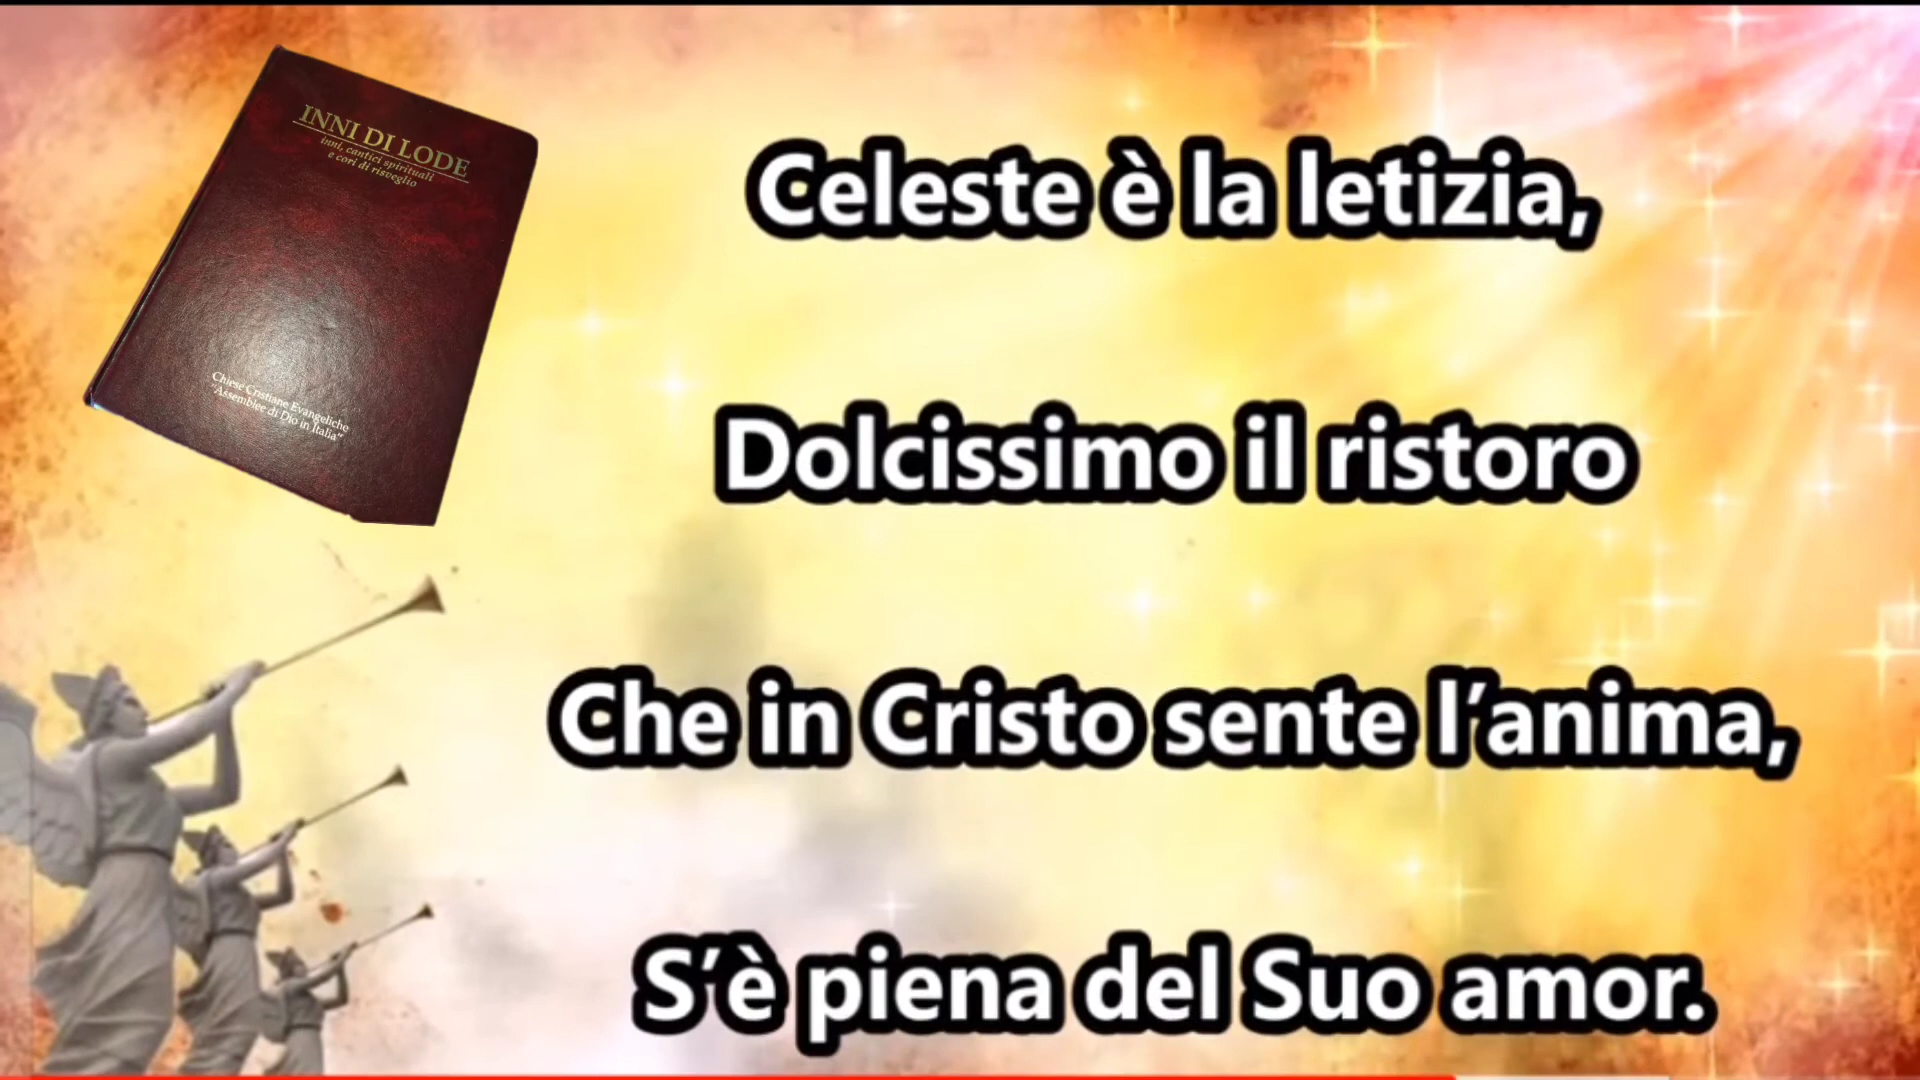 INNI DI LODE
inni, cantici spirituali
e cori di risveglio
Chiese Cristiane Evangeliche
"Assemblee di Dio in Italia"
Celeste è la letizia,
Dolcissimo il ristoro
Che in Cristo sente l’anima,
S’è piena del Suo amor.